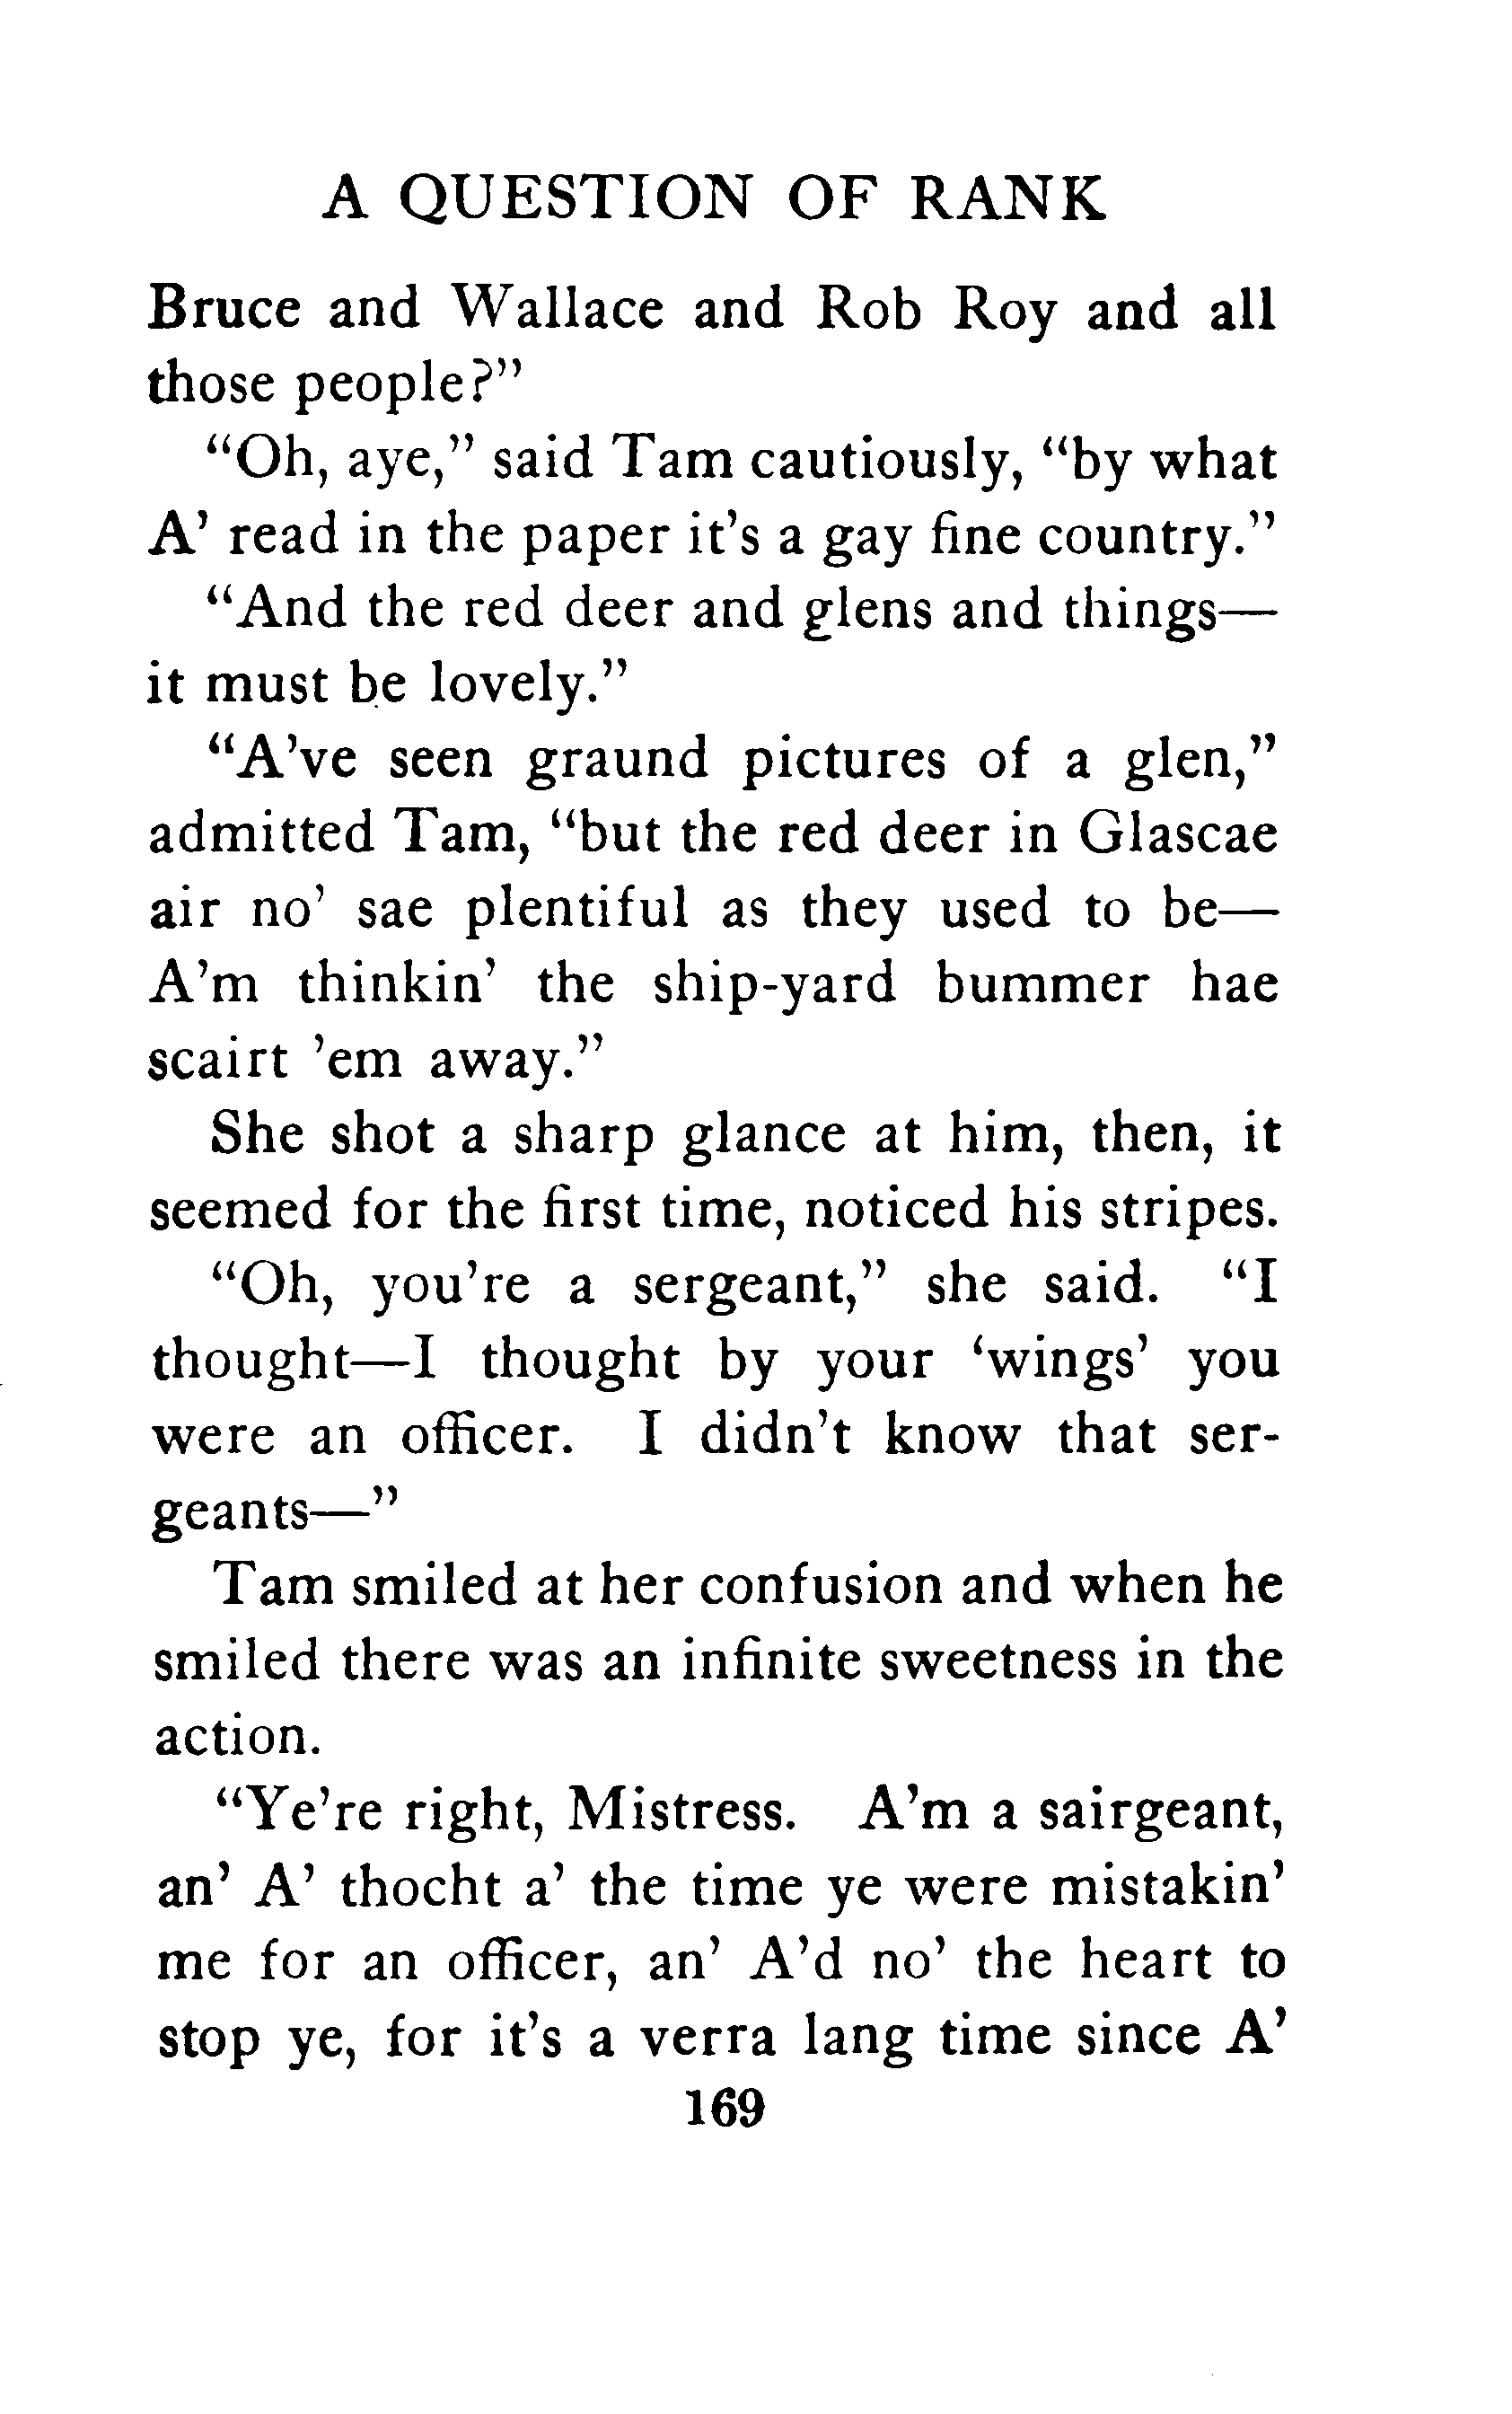 A QUESTION OF RANK
Bruce and Wallace and Rob Roy and all
those people?”
“Oh, aye,” said Tam cautiously, “by what
A’ read in the paper it’s a gay fine country.”
“And the red deer and glens and things—
it must be lovely.”
“A’ve seen graund pictures of a glen,”
admitted Tam, “but the red deer in Glascae
air no’ sae plentiful as they used to be—
A’m thinkin’ the ship-yard bummer hae
scairt ’em away.”
She shot a sharp glance at him, then, it
seemed for the first time, noticed his stripes.
“Oh, you’re a sergeant,” she said. “I
thought—I thought by your ‘wings’ you
were an officer. I didn’t know that ser-
geants—”
Tam smiled at her confusion and when he
smiled there was an infinite sweetness in the
action.
“Ye’re right, Mistress. A’m a sairgeant,
an’ A’ thocht a’ the time ye were mistakin’
me for an officer, an’ A’d no’ the heart to
stop ye, for it’s a verra lang time since A’
169